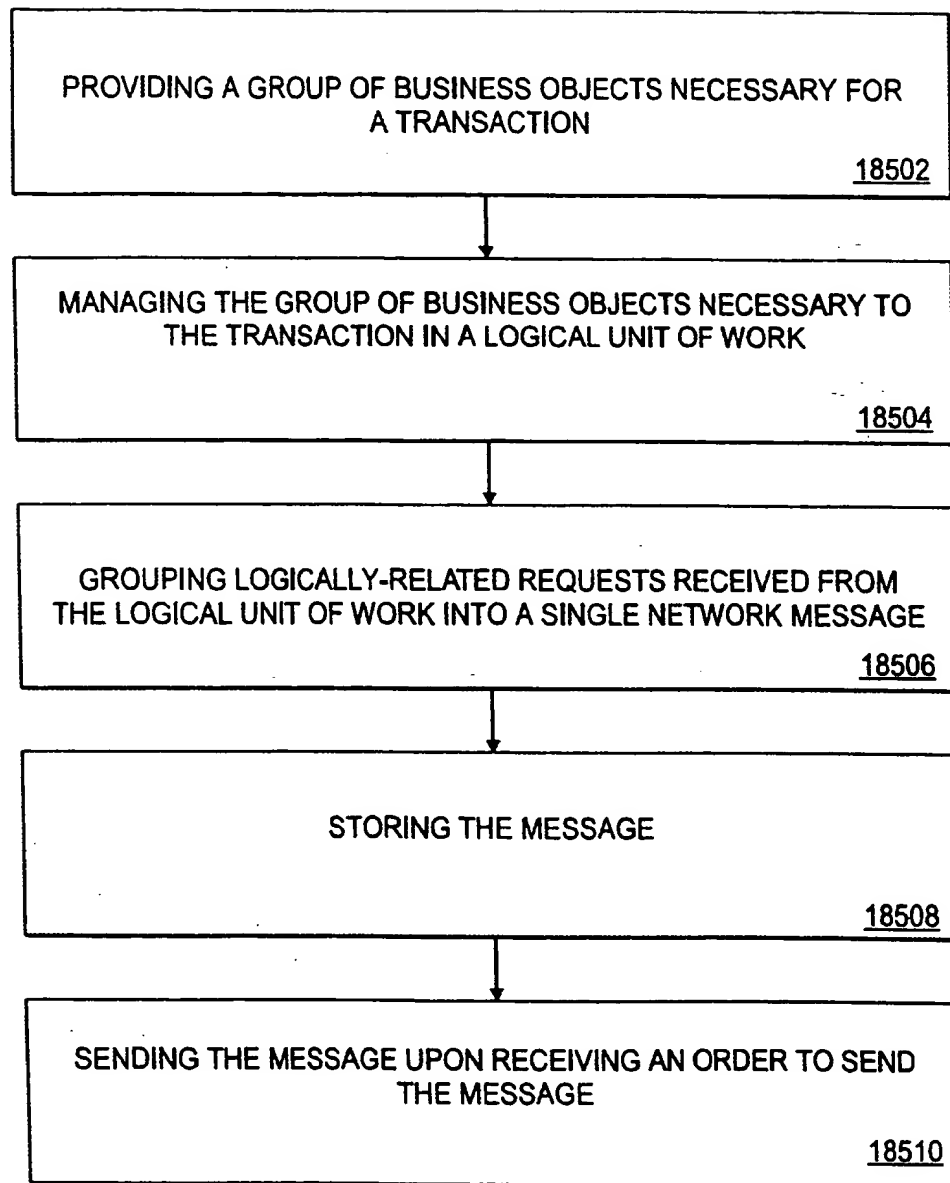 PROVIDING A GROUP OF BUSINESS OBJECTS NECESSARY FOR
A TRANSACTION
18502
MANAGING THE GROUP OF BUSINESS OBJECTS NECESSARY TO
THE TRANSACTION IN A LOGICAL UNIT OF WORK
18504
GROUPING LOGICALLY-RELATED REQUESTS RECEIVED FROM
THE LOGICAL UNIT OF WORK INTO A SINGLE NETWORK MESSAGE
18506
STORING THE MESSAGE
18508
SENDING THE MESSAGE UPON RECEIVING AN ORDER TO SEND
THE MESSAGE
18510